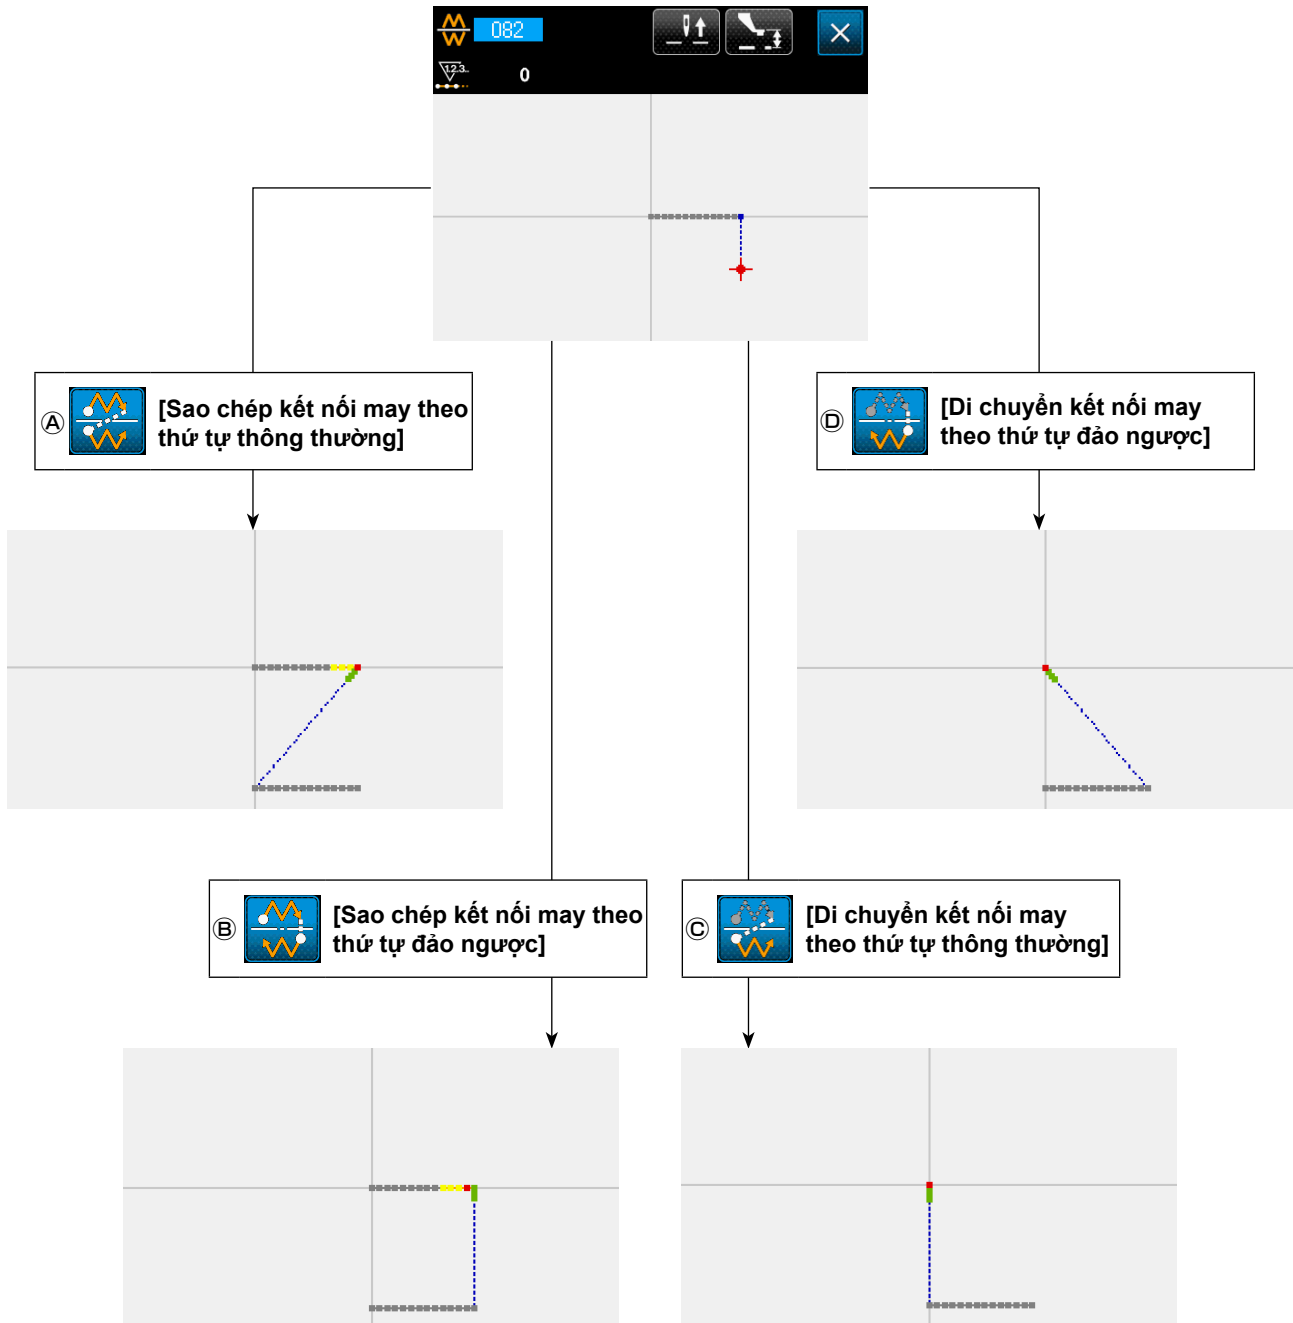 082
123
0
Ⓐ [Sao chép kết nối may theo
thứ tự thông thường]
Ⓓ [Di chuyển kết nối may
theo thứ tự đảo ngược]
Ⓑ [Sao chép kết nối may theo
thứ tự đảo ngược]
Ⓒ [Di chuyển kết nối may
theo thứ tự thông thường]